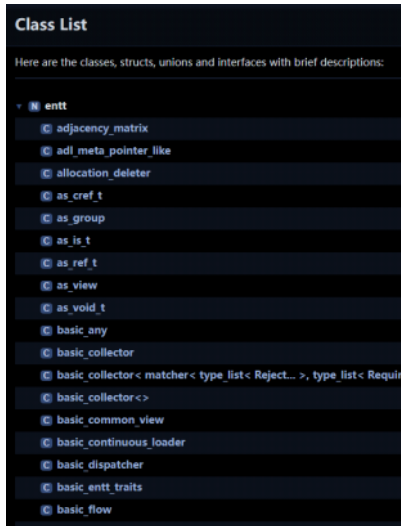 Class List
Here are the classes, structs, unions and interfaces with brief descriptions:
N entt
C adjacency_matrix
C adl_meta_pointer_like
C allocation_deleter
C as_cref_t
C as_group
C as_is_t
C as_ref_t
C as_view
C as_void_t
C basic_any
C basic_collector
C basic_collector< matcher< type_list< Reject... >, type_list< Requir
C basic_collector<>
C basic_common_view
C basic_continuous_loader
C basic_dispatcher
C basic_entt_traits
C basic_flow